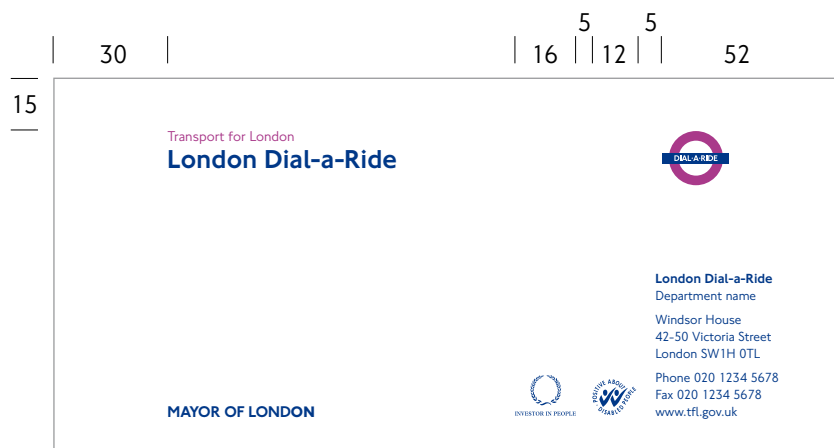 5 5
30 16 12 52
15
Transport for London
London Dial-a-Ride
DIAL-A-RIDE
London Dial-a-Ride
Department name
Windsor House
42-50 Victoria Street
London SW1H 0TL
Phone 020 1234 5678
Fax 020 1234 5678
www.tfl.gov.uk
MAYOR OF LONDON
INVESTOR IN PEOPLE
POSITIVE ABOUT
DISABLED PEOPLE